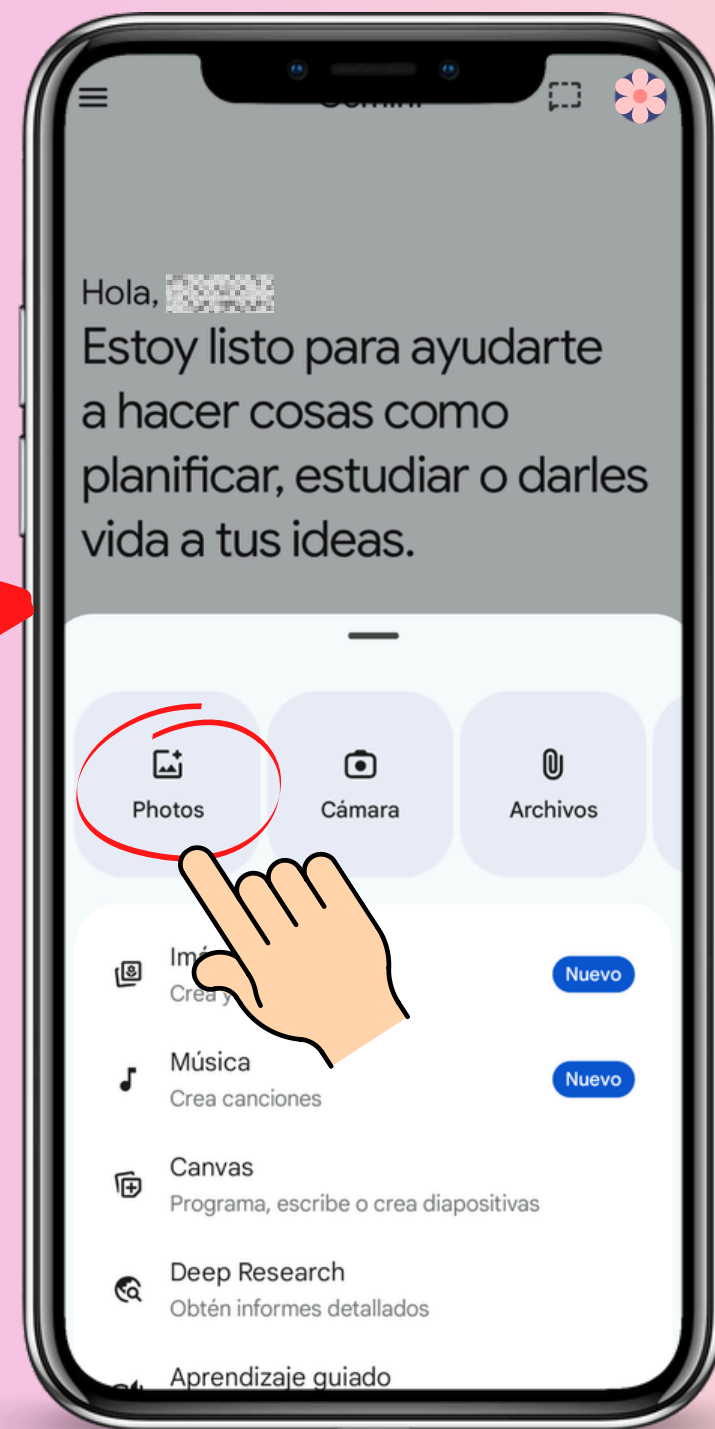 Hola,
Estoy listo para ayudarte
a hacer cosas como
planificar, estudiar o darles
vida a tus ideas.
Photos
Cámara
Archivos
Nuevo
Crea
Música
Nuevo
Crea canciones
Canvas
Programa, escribe o crea diapositivas
Deep Research
Obtén informes detallados
Aprendizaje guiado